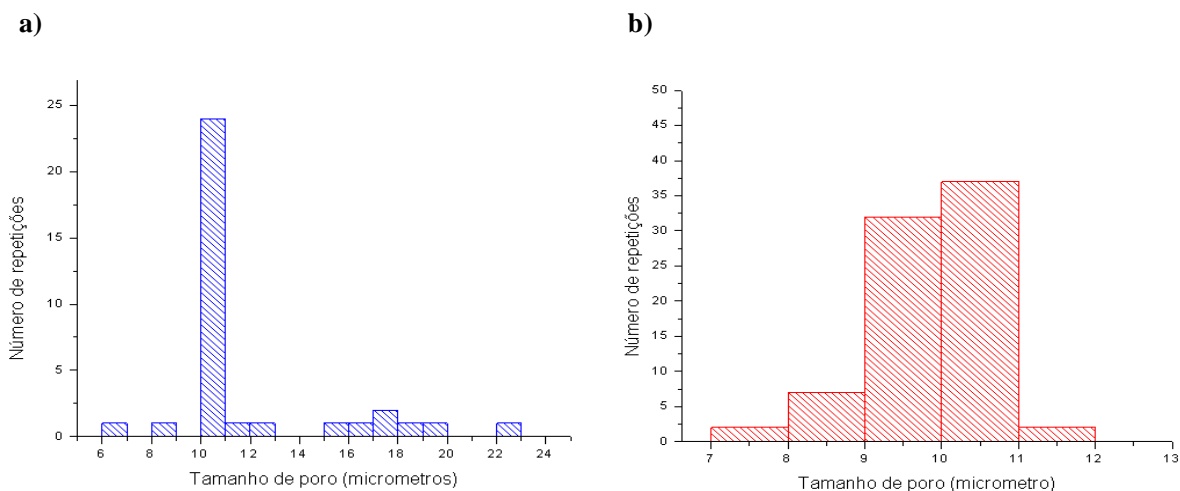 a)
b)
Número de repetições
25
20
15
10
5
0
6 8 10 12 14 16 18 20 22 24
Tamanho de poro (micrometros)
Número de repetições
50
45
40
35
30
25
20
15
10
5
0
7 8 9 10 11 12 13
Tamanho de poro (micrometro)